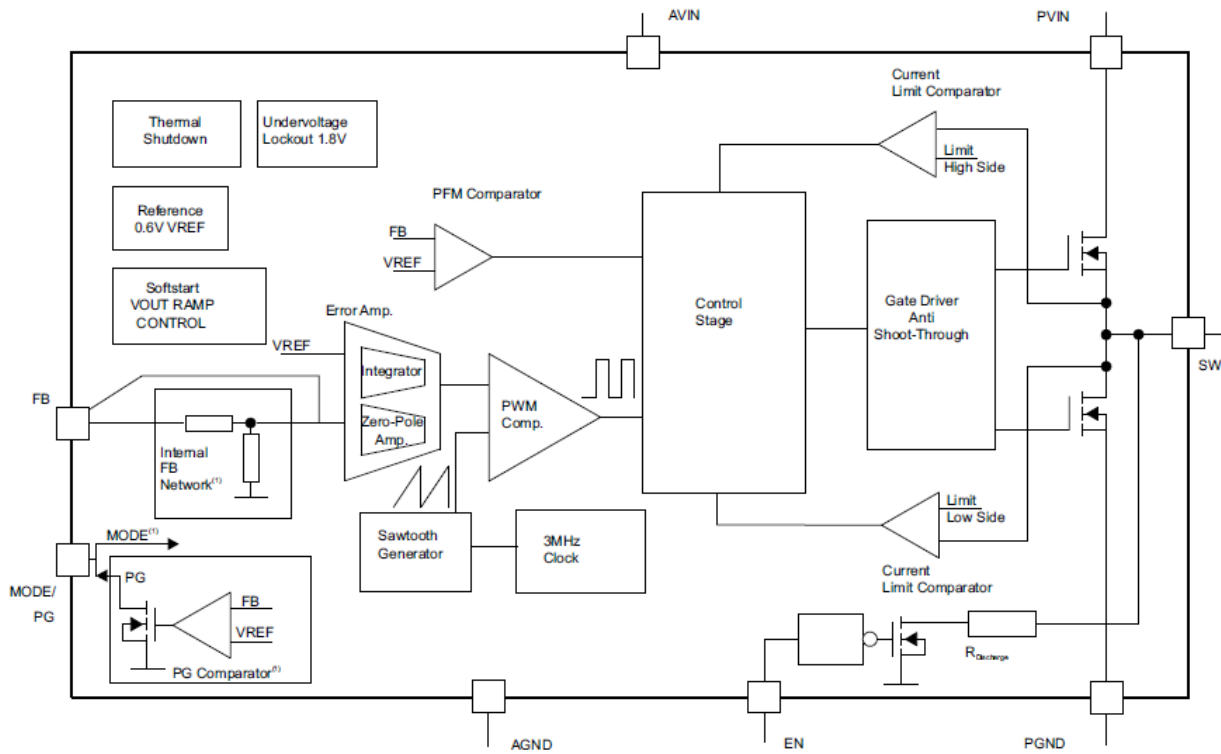 AVIN
PVIN
Current
Limit Comparator
Thermal
Shutdown
Undervoltage
Lockout 1.8V
Limit
High Side
PFM Comparator
Reference
0.6V VREF
FB
VREF
Softstart
VOUT RAMP
CONTROL
Error Amp.
Control
Stage
Gate Driver
Anti
Shoot-Through
VREF
Integrator
SW
FB
Zero-Pole
Amp.
PWM
Comp.
Internal
FB
Network(1)
Limit
Low Side
MODE(1)
Sawtooth
Generator
3MHz
Clock
Current
Limit Comparator
PG
MODE/
PG
FB
VREF
PG Comparator(1)
RDischarge
AGND
EN
PGND